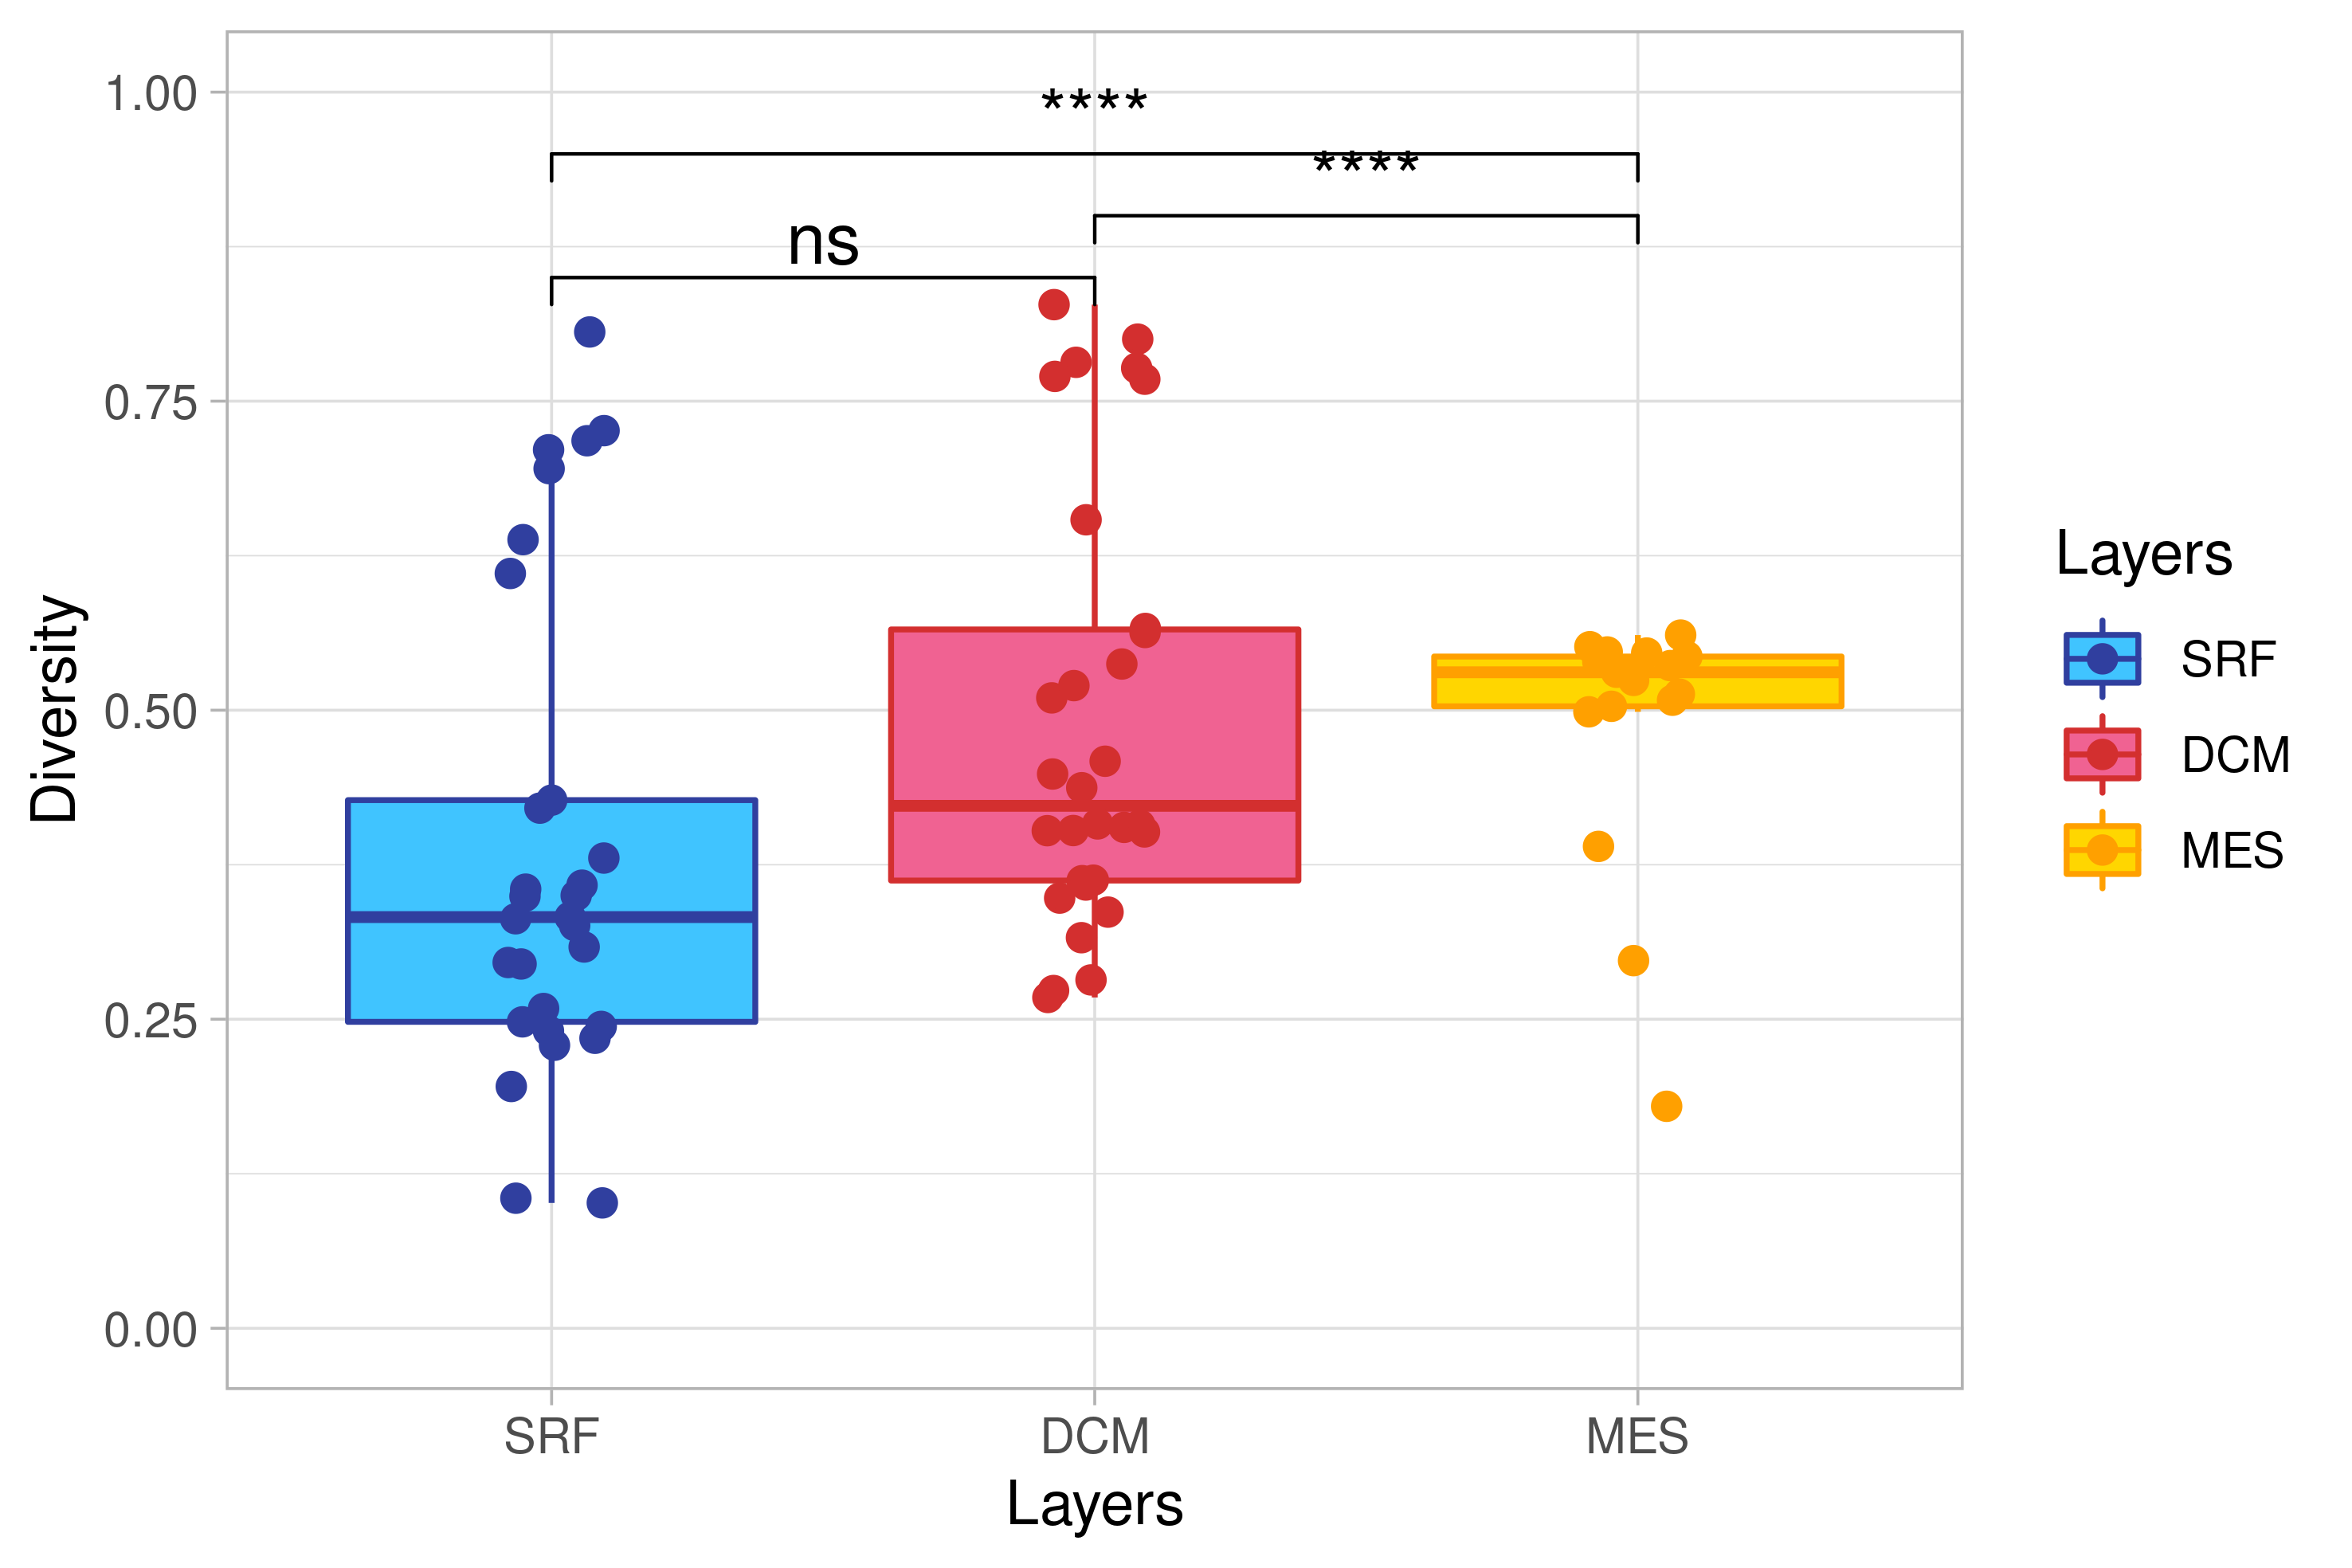 1.00
0.75
0.50
0.25
0.00
Diversity
****
****
ns
SRF
DCM
MES
Layers
Layers
SRF
DCM
MES